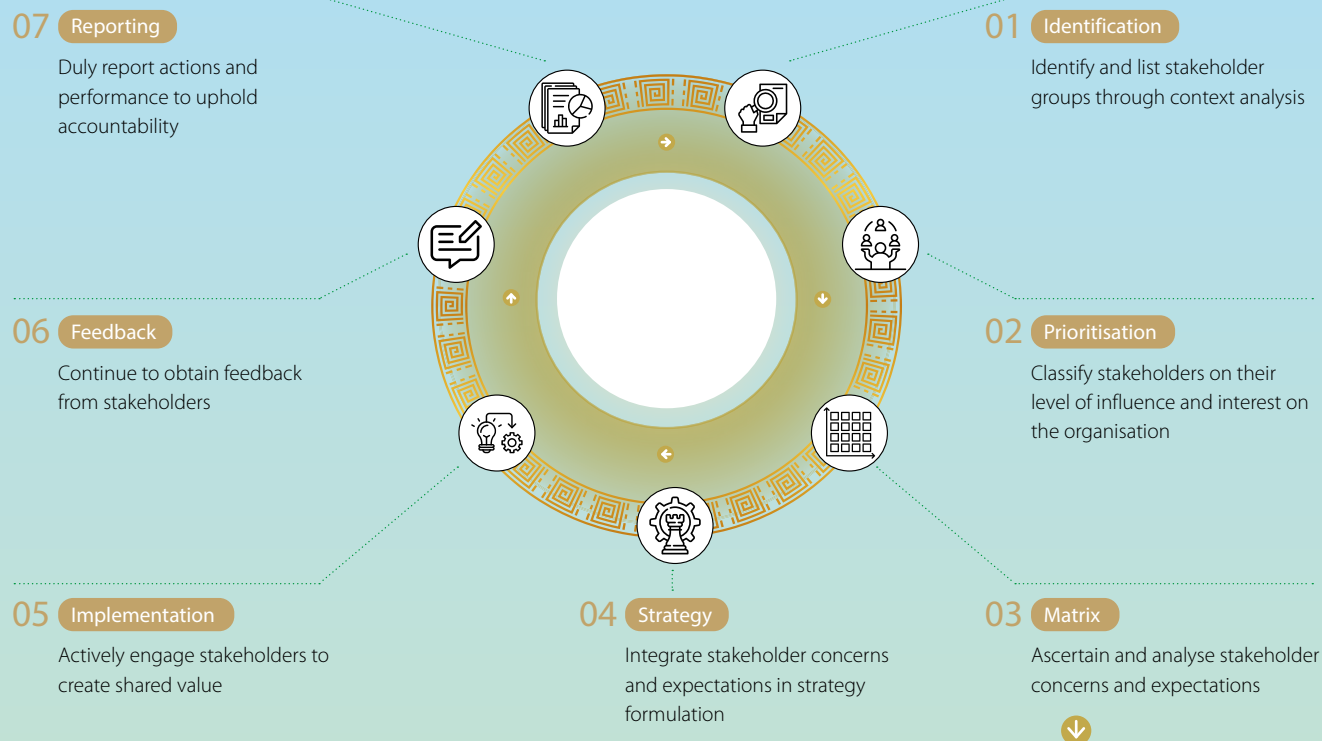 07 Reporting
Duly report actions and
performance to uphold
accountability
01 Identification
Identify and list stakeholder
groups through context analysis
06 Feedback
Continue to obtain feedback
from stakeholders
02 Prioritisation
Classify stakeholders on their
level of influence and interest on
the organisation
05 Implementation
Actively engage stakeholders to
create shared value
04 Strategy
Integrate stakeholder concerns
and expectations in strategy
formulation
03 Matrix
Ascertain and analyse stakeholder
concerns and expectations